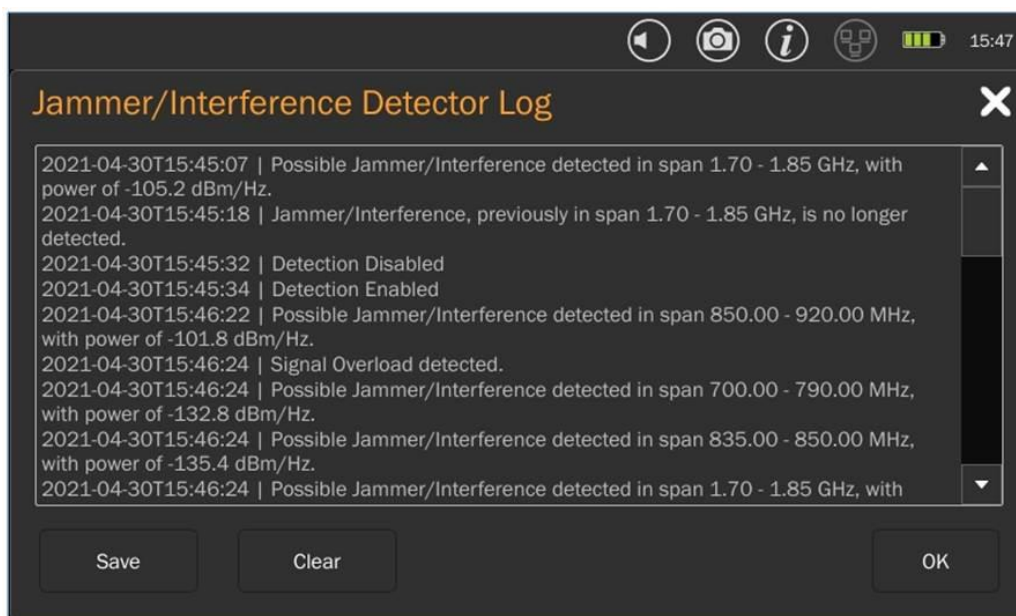 15:47
Jammer/Interference Detector Log
2021-04-30T15:45:07 | Possible Jammer/Interference detected in span 1.70 - 1.85 GHz, with
power of -105.2 dBm/Hz.
2021-04-30T15:45:18 | Jammer/Interference, previously in span 1.70 - 1.85 GHz, is no longer
detected.
2021-04-30T15:45:32 | Detection Disabled
2021-04-30T15:45:34 | Detection Enabled
2021-04-30T15:46:22 | Possible Jammer/Interference detected in span 850.00 - 920.00 MHz,
with power of -101.8 dBm/Hz.
2021-04-30T15:46:24 | Signal Overload detected.
2021-04-30T15:46:24 | Possible Jammer/Interference detected in span 700.00 - 790.00 MHz,
with power of -132.8 dBm/Hz.
2021-04-30T15:46:24 | Possible Jammer/Interference detected in span 835.00 - 850.00 MHz,
with power of -135.4 dBm/Hz.
2021-04-30T15:46:24 | Possible Jammer/Interference detected in span 1.70 - 1.85 GHz, with
Save
Clear
OK